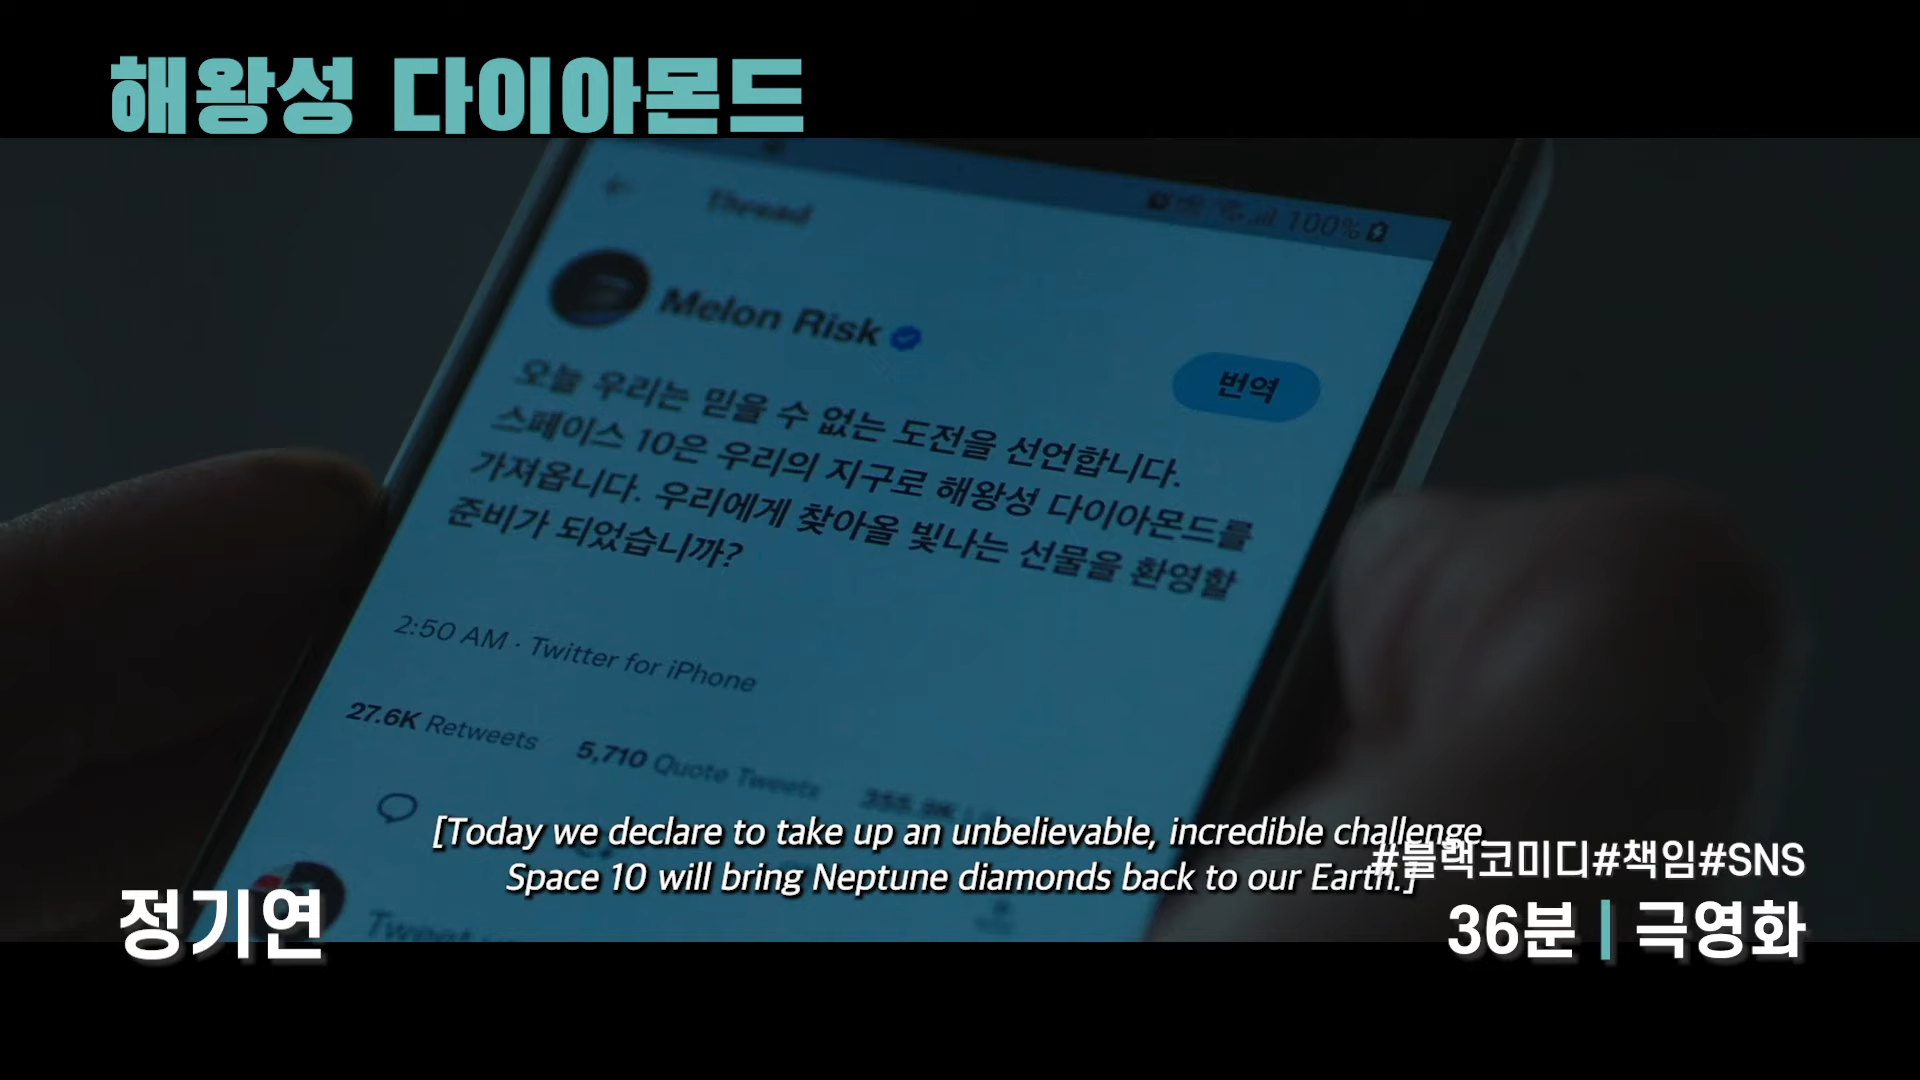 해왕성 다이아몬드
Thread
100%
Melon Risk
번역
오늘 우리는 믿을 수 없는 도전을 선언합니다.
스페이스 10은 우리의 지구로 해왕성 다이아몬드를
가져옵니다. 우리에게 찾아올 빛나는 선물을 환영할
준비가 되었습니까?
2:50 AM · Twitter for iPhone
27.6K Retweets 5,710 Quote Tweets
[Today we declare to take up an unbelievable, incredible challenge
Space 10 will bring Neptune diamonds back to our Earth.]
#블랙코미디#책임#SNS
정기연
36분 | 극영화